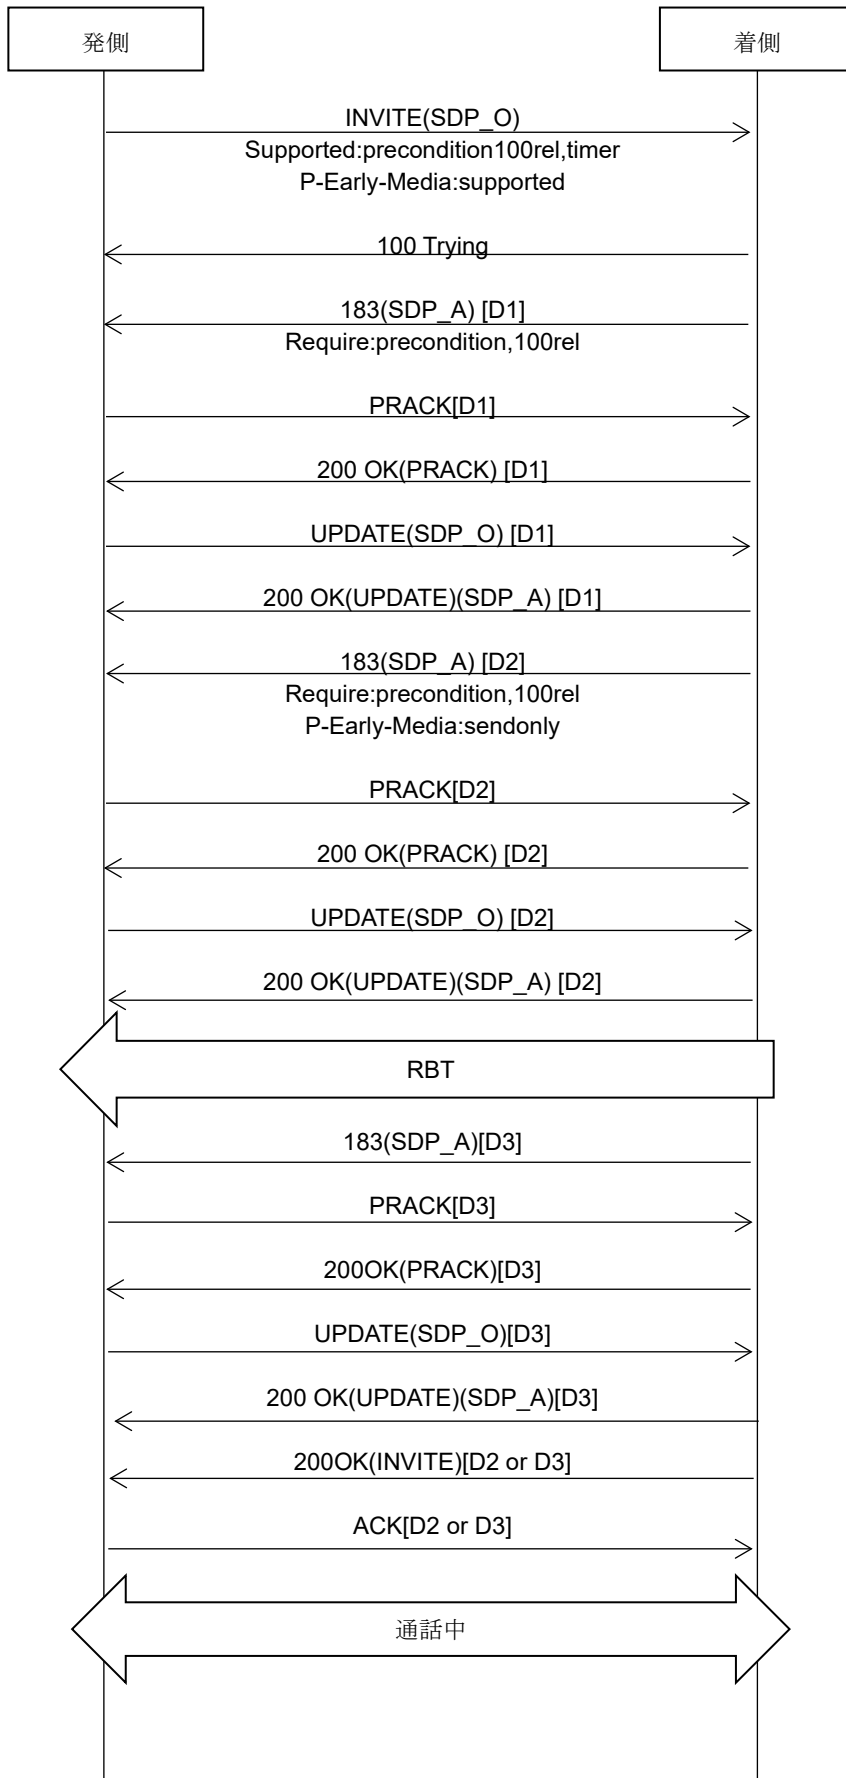 発側
着側
INVITE(SDP_O)
Supported:precondition100rel,timer
P-Early-Media:supported
100 Trying
183(SDP_A) [D1]
Require:precondition,100rel
PRACK[D1]
200 OK(PRACK) [D1]
UPDATE(SDP_O) [D1]
200 OK(UPDATE)(SDP_A) [D1]
183(SDP_A) [D2]
Require:precondition,100rel
P-Early-Media:sendonly
PRACK[D2]
200 OK(PRACK) [D2]
UPDATE(SDP_O) [D2]
200 OK(UPDATE)(SDP_A) [D2]
RBT
183(SDP_A)[D3]
PRACK[D3]
200OK(PRACK)[D3]
UPDATE(SDP_O)[D3]
200 OK(UPDATE)(SDP_A)[D3]
200OK(INVITE)[D2 or D3]
ACK[D2 or D3]
通話中